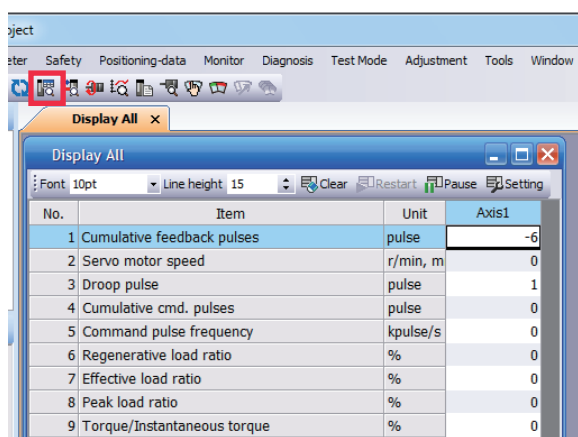 oject
eter Safety Positioning-data Monitor Diagnosis Test Mode Adjustment Tools Window
Display All ×
Display All
Font 10pt Line height 15 Clear Restart Pause Setting
No. Item Unit Axis1
1 Cumulative feedback pulses pulse -6
2 Servo motor speed r/min, m 0
3 Droop pulse pulse 1
4 Cumulative cmd. pulses pulse 0
5 Command pulse frequency kpulse/s 0
6 Regenerative load ratio % 0
7 Effective load ratio % 0
8 Peak load ratio % 0
9 Torque/Instantaneous torque % 0